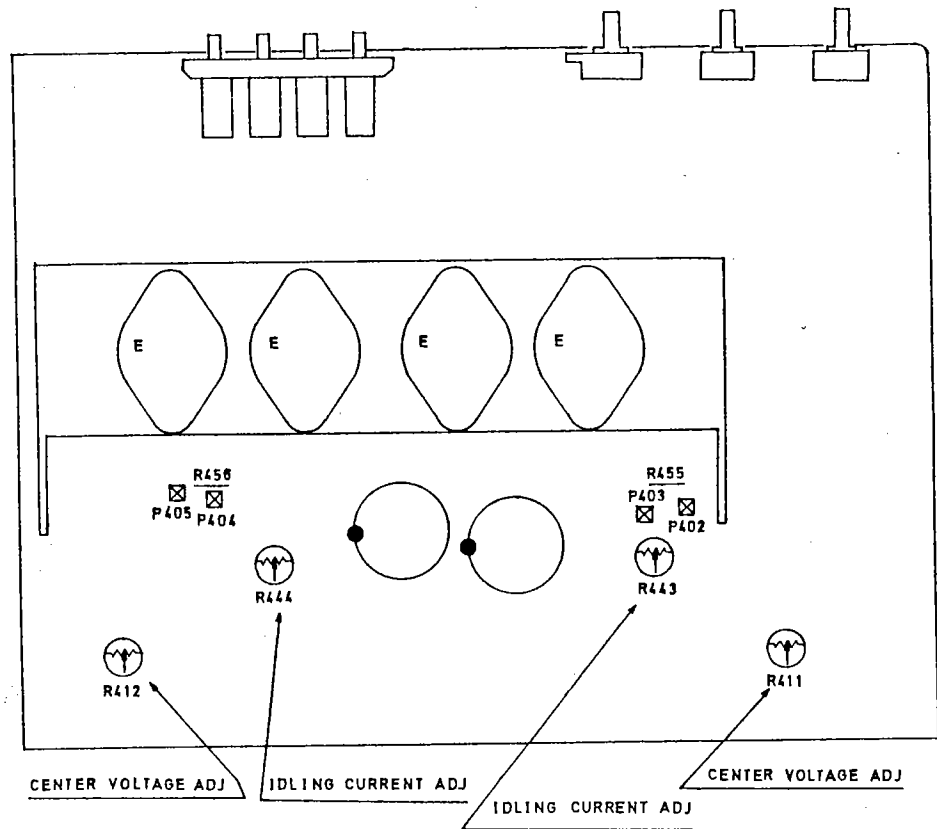 E E E E
R456
P405 P404
R455
P403
P402
R444
R443
R412
R411
CENTER VOLTAGE ADJ
IDLING CURRENT ADJ
IDLING CURRENT ADJ
CENTER VOLTAGE ADJ